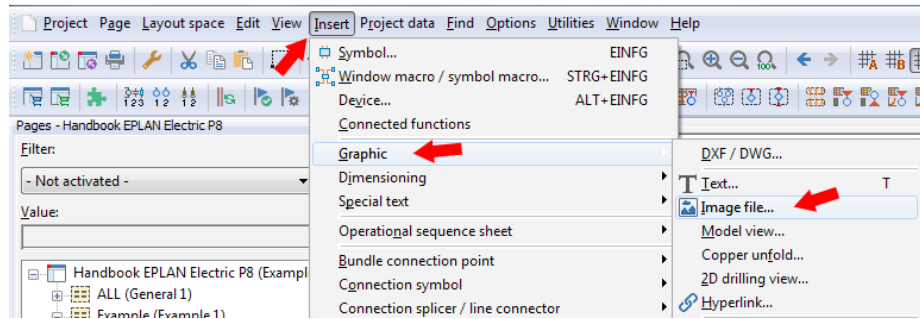 Project Page Layout space Edit View Insert Project data Find Options Utilities Window Help
Symbol... EINFG
Window macro / symbol macro... STRG+EINFG
Device... ALT+EINFG
Connected functions
Pages - Handbook EPLAN Electric P8
Filter:
- Not activated -
Value:
Graphic
Dimensioning
Special text
Operational sequence sheet
Bundle connection point
Connection symbol
Connection splicer / line connector
DXF / DWG...
Text... T
Image file...
Model view...
Copper unfold...
2D drilling view...
Hyperlink...
Handbook EPLAN Electric P8 (Exampl
ALL (General 1)
Example (Example 1)